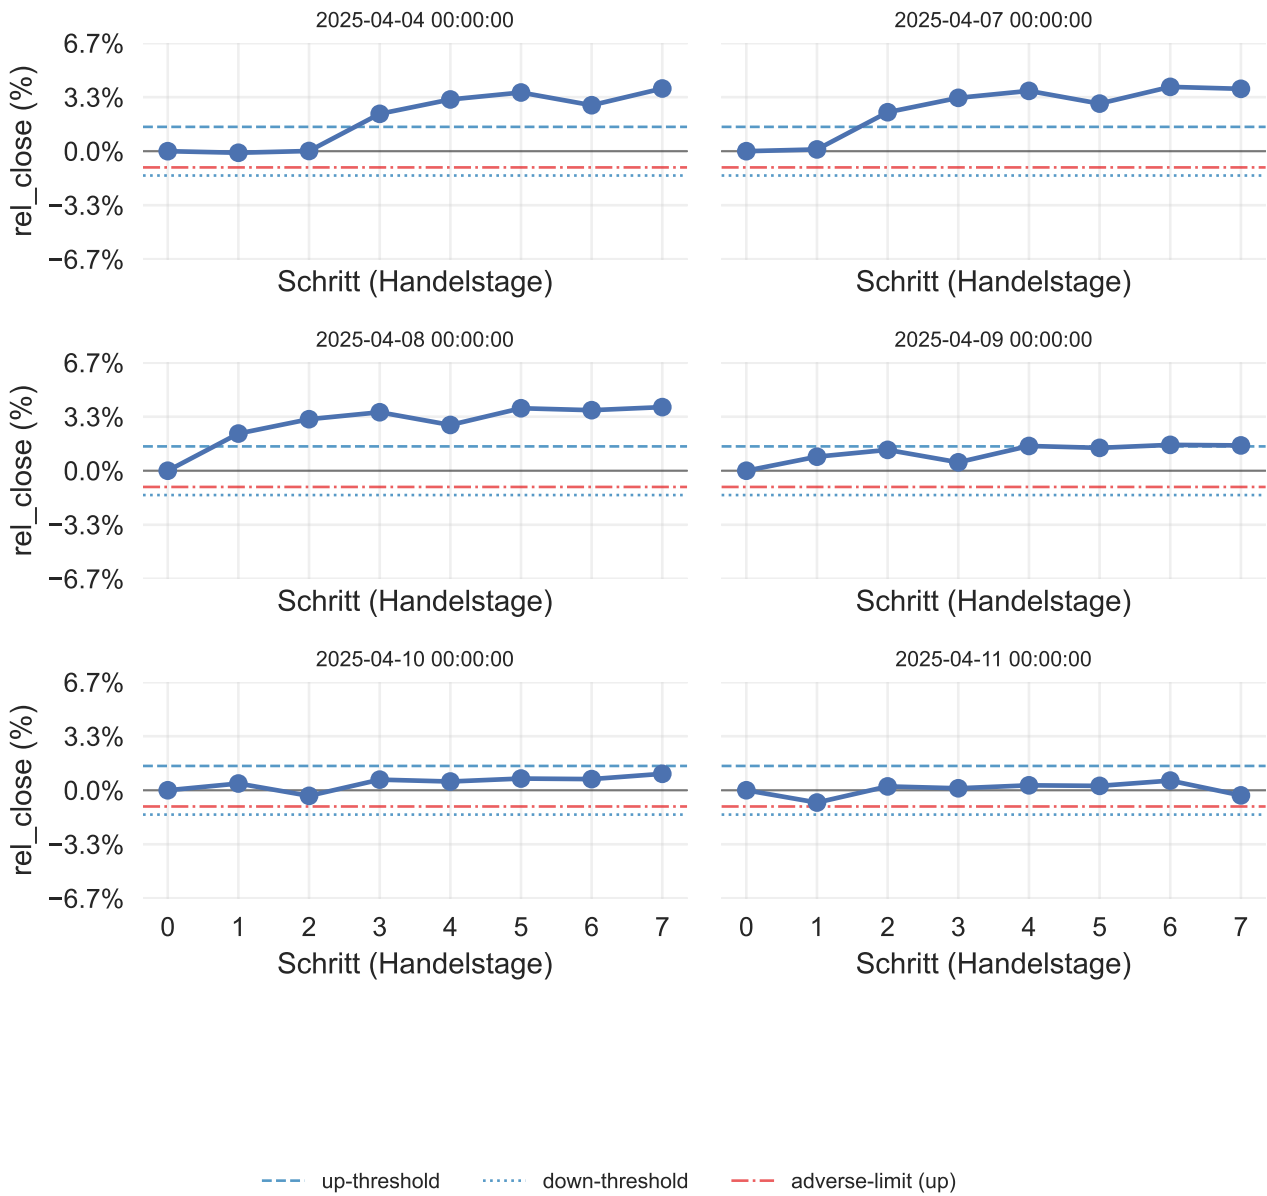 2025-04-04 00:00:00
6.7%
3.3%
0.0%
−3.3%
−6.7%
rel_close (%)
Schritt (Handelstage)
2025-04-07 00:00:00
Schritt (Handelstage)
2025-04-08 00:00:00
6.7%
3.3%
0.0%
−3.3%
−6.7%
rel_close (%)
Schritt (Handelstage)
2025-04-09 00:00:00
Schritt (Handelstage)
2025-04-10 00:00:00
6.7%
3.3%
0.0%
−3.3%
−6.7%
rel_close (%)
0 1 2 3 4 5 6 7
Schritt (Handelstage)
2025-04-11 00:00:00
0 1 2 3 4 5 6 7
Schritt (Handelstage)
up-threshold down-threshold adverse-limit (up)